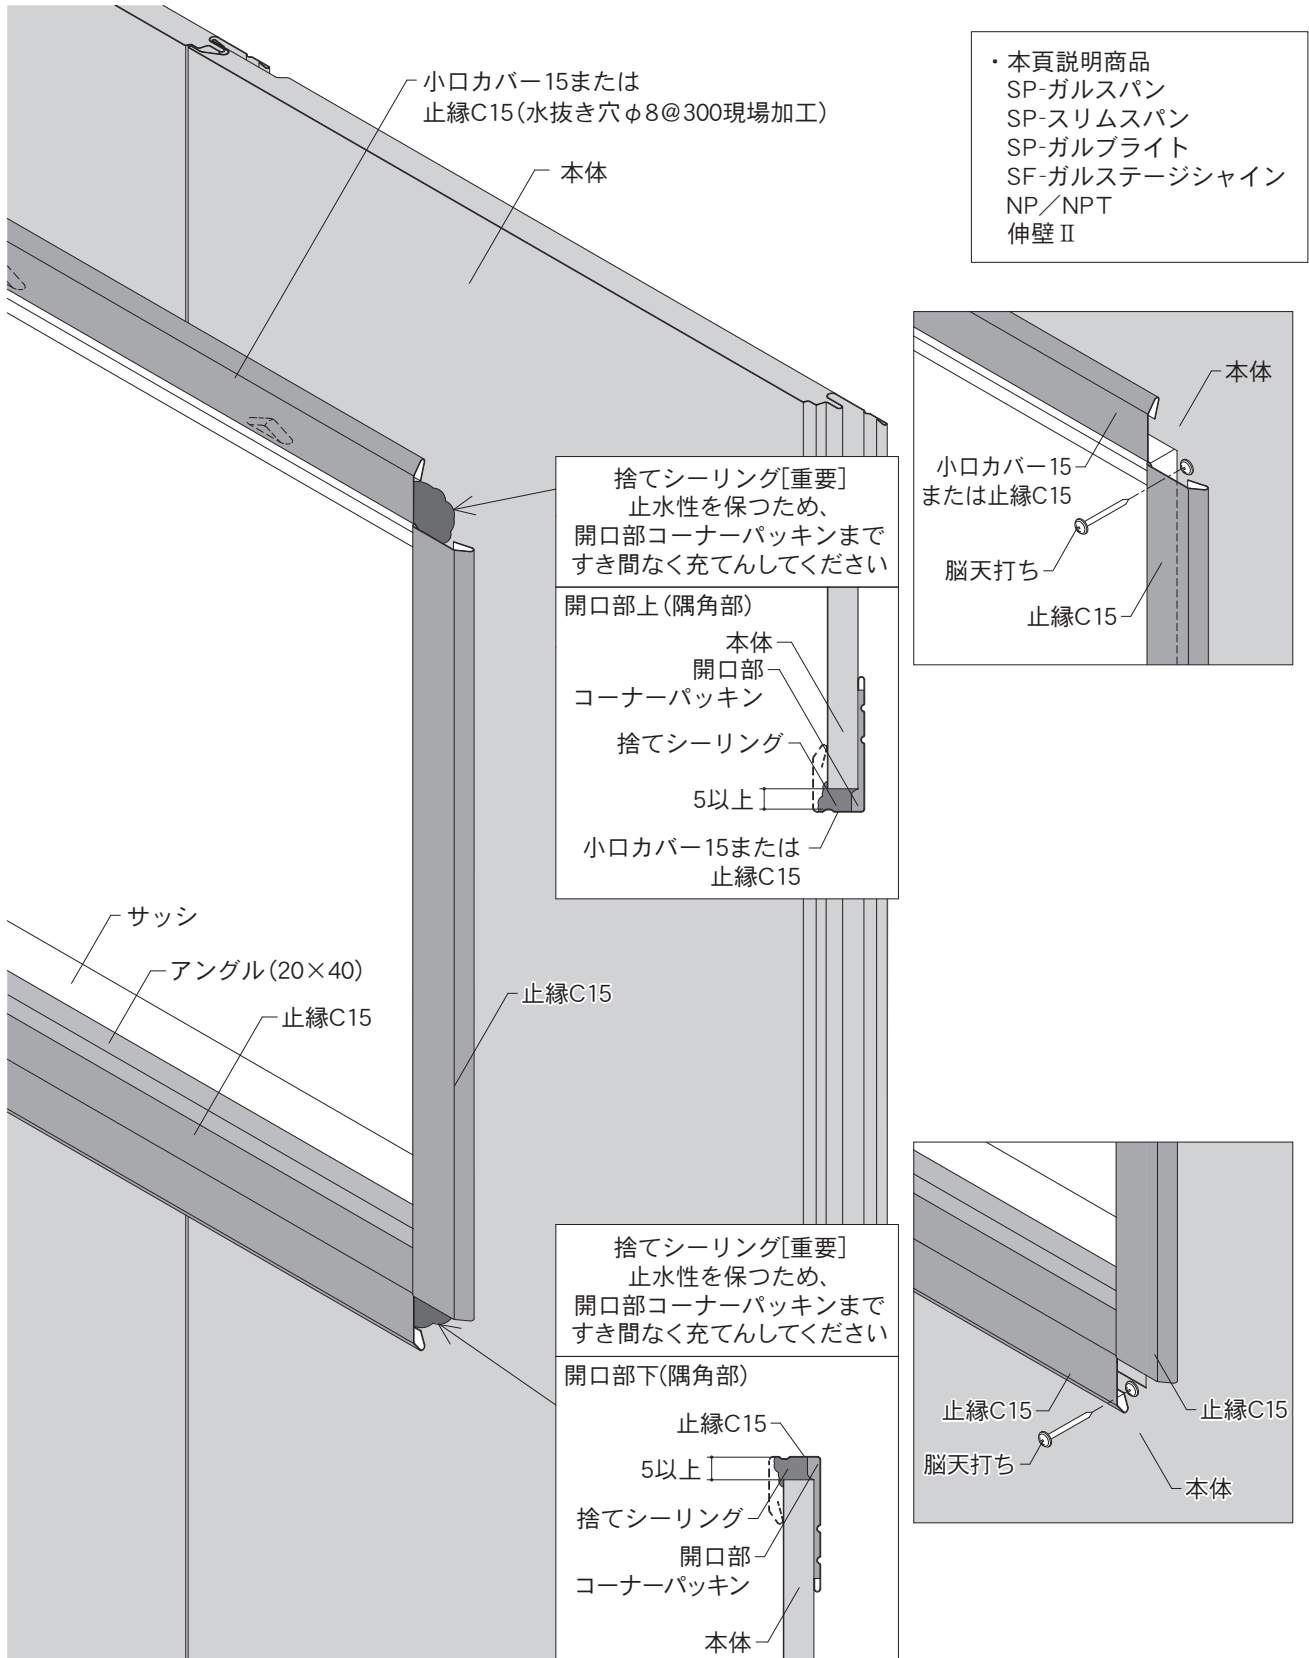 小口カバー15または
止縁C15(水抜き穴φ8@300現場加工)
本体
・本頁説明商品
SP-ガルスパン
SP-スリムスパン
SP-ガルブライト
SF-ガルステージシャイン
NP／NPT
伸壁Ⅱ
本体
小口カバー15
または止縁C15
脳天打ち
止縁C15
捨てシーリング[重要]
止水性を保つため、
開口部コーナーパッキンまで
すき間なく充てんしてください
開口部上(隅角部)
本体
開口部
コーナーパッキン
捨てシーリング
5以上
小口カバー15または
止縁C15
サッシ
アングル(20×40)
止縁C15
止縁C15
捨てシーリング[重要]
止水性を保つため、
開口部コーナーパッキンまで
すき間なく充てんしてください
開口部下(隅角部)
止縁C15
5以上
捨てシーリング
開口部
コーナーパッキン
本体
止縁C15
止縁C15
脳天打ち
本体